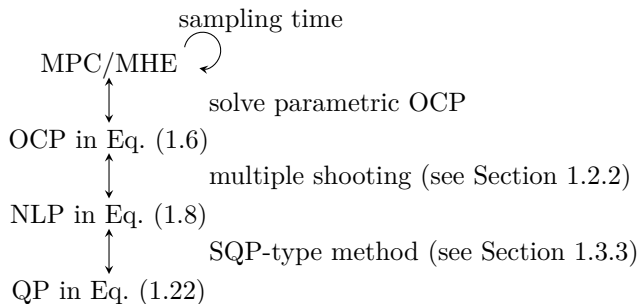 sampling time
MPC/MHE
solve parametric OCP
OCP in Eq. (1.6)
multiple shooting (see Section 1.2.2)
NLP in Eq. (1.8)
SQP-type method (see Section 1.3.3)
QP in Eq. (1.22)